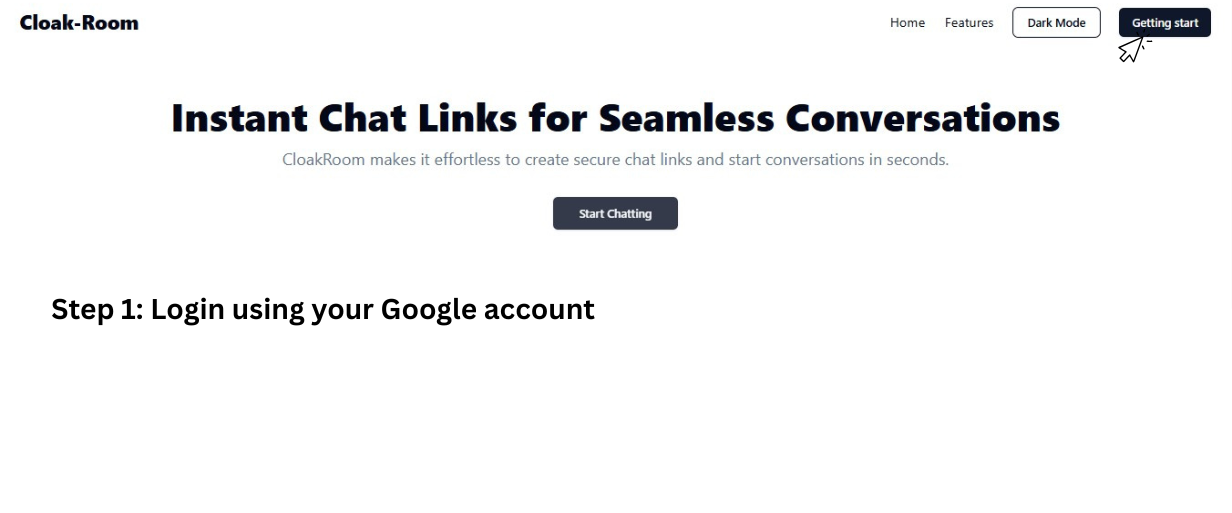 Cloak-Room
Home Features Dark Mode Getting start
Instant Chat Links for Seamless Conversations
CloakRoom makes it effortless to create secure chat links and start conversations in seconds.
Start Chatting
Step 1: Login using your Google account